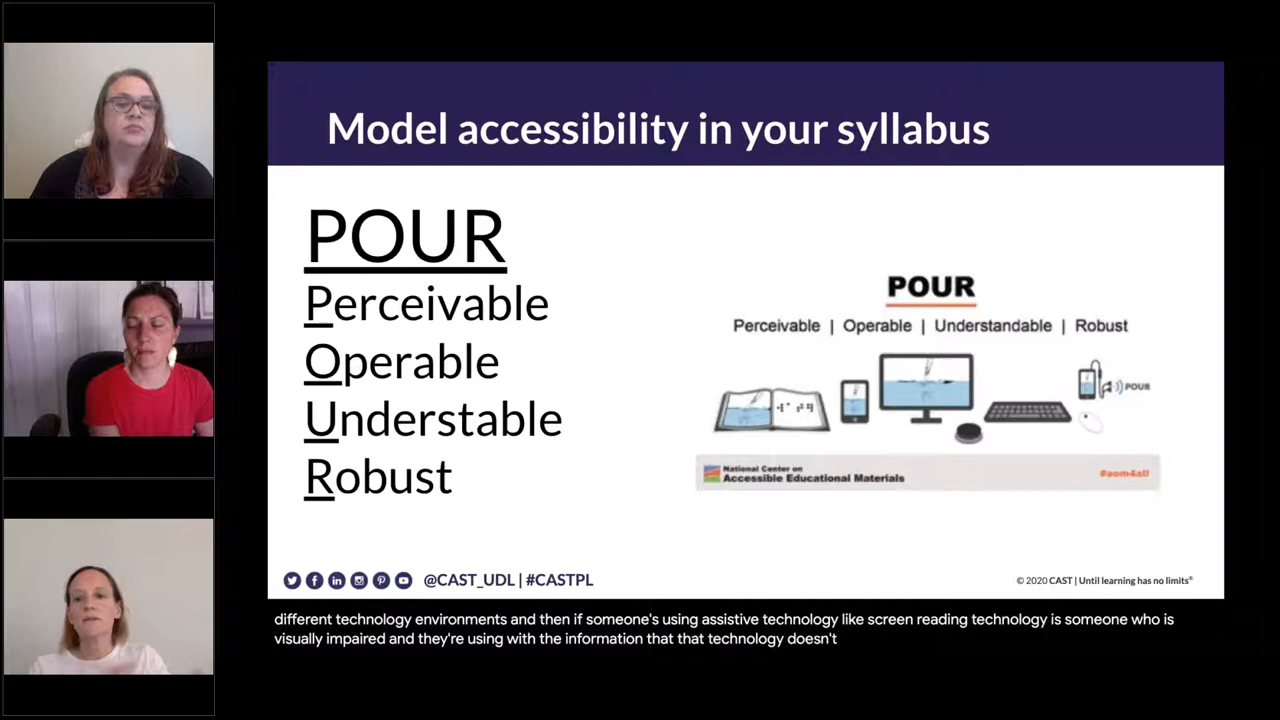 Model accessibility in your syllabus
POUR
Perceivable
Operable
Understable
Robust
POUR
Perceivable | Operable | Understandable | Robust
POUR
National Center on
Accessible Educational Materials
#aem4all
@CAST_UDL | #CASTPL
© 2020 CAST | Until learning has no limits®
different technology environments and then if someone's using assistive technology like screen reading technology is someone who is
visually impaired and they're using with the information that that technology doesn't